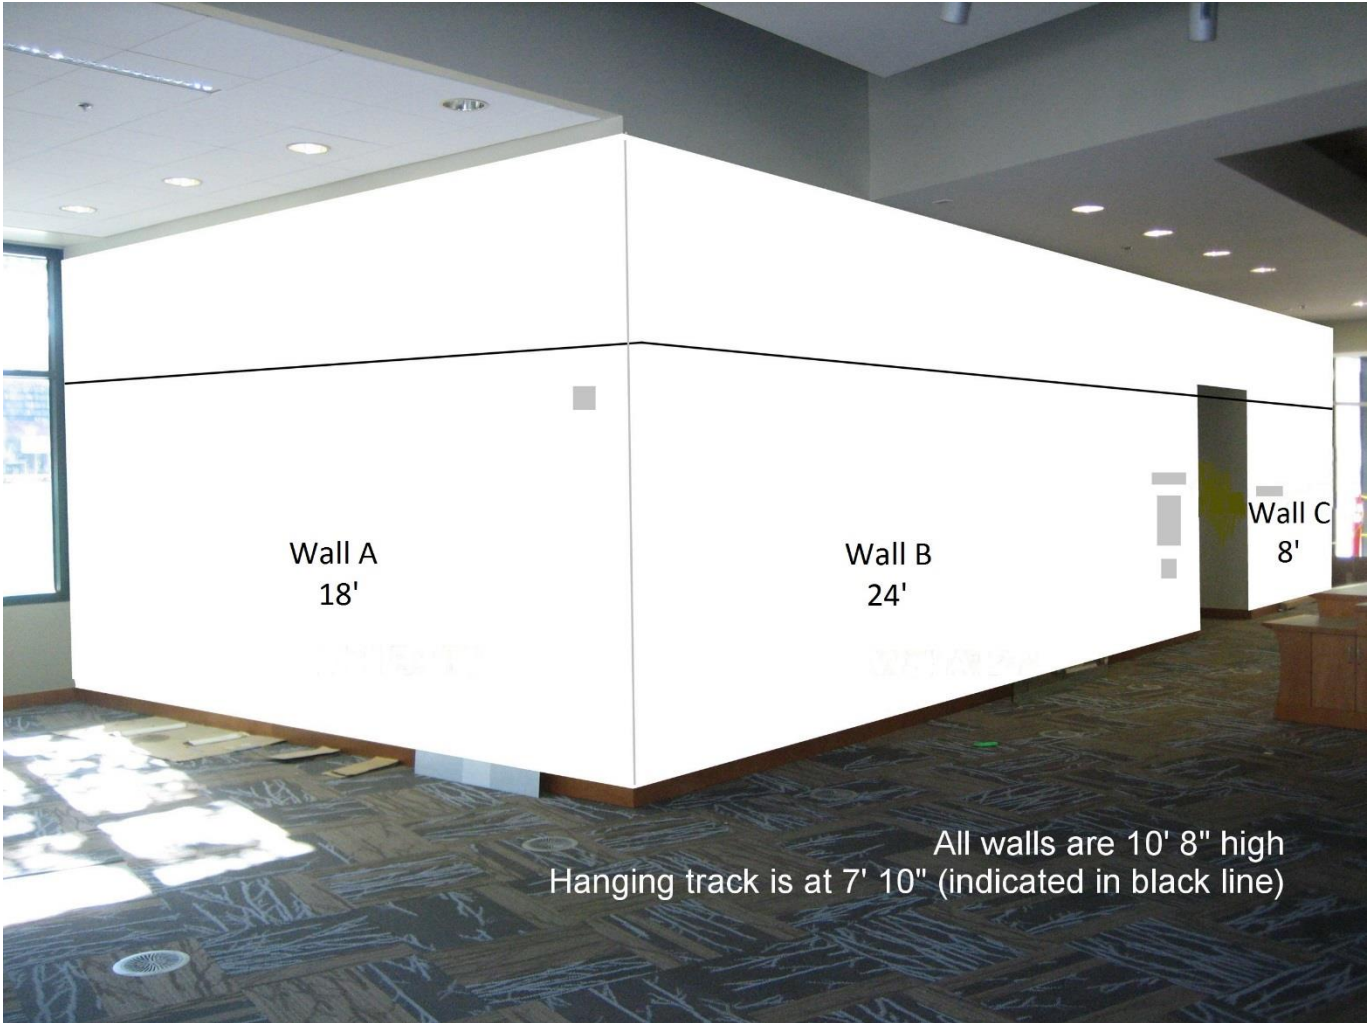 Wall A
18'
Wall B
24'
Wall C
8'
All walls are 10' 8" high
Hanging track is at 7' 10" (indicated in black line)